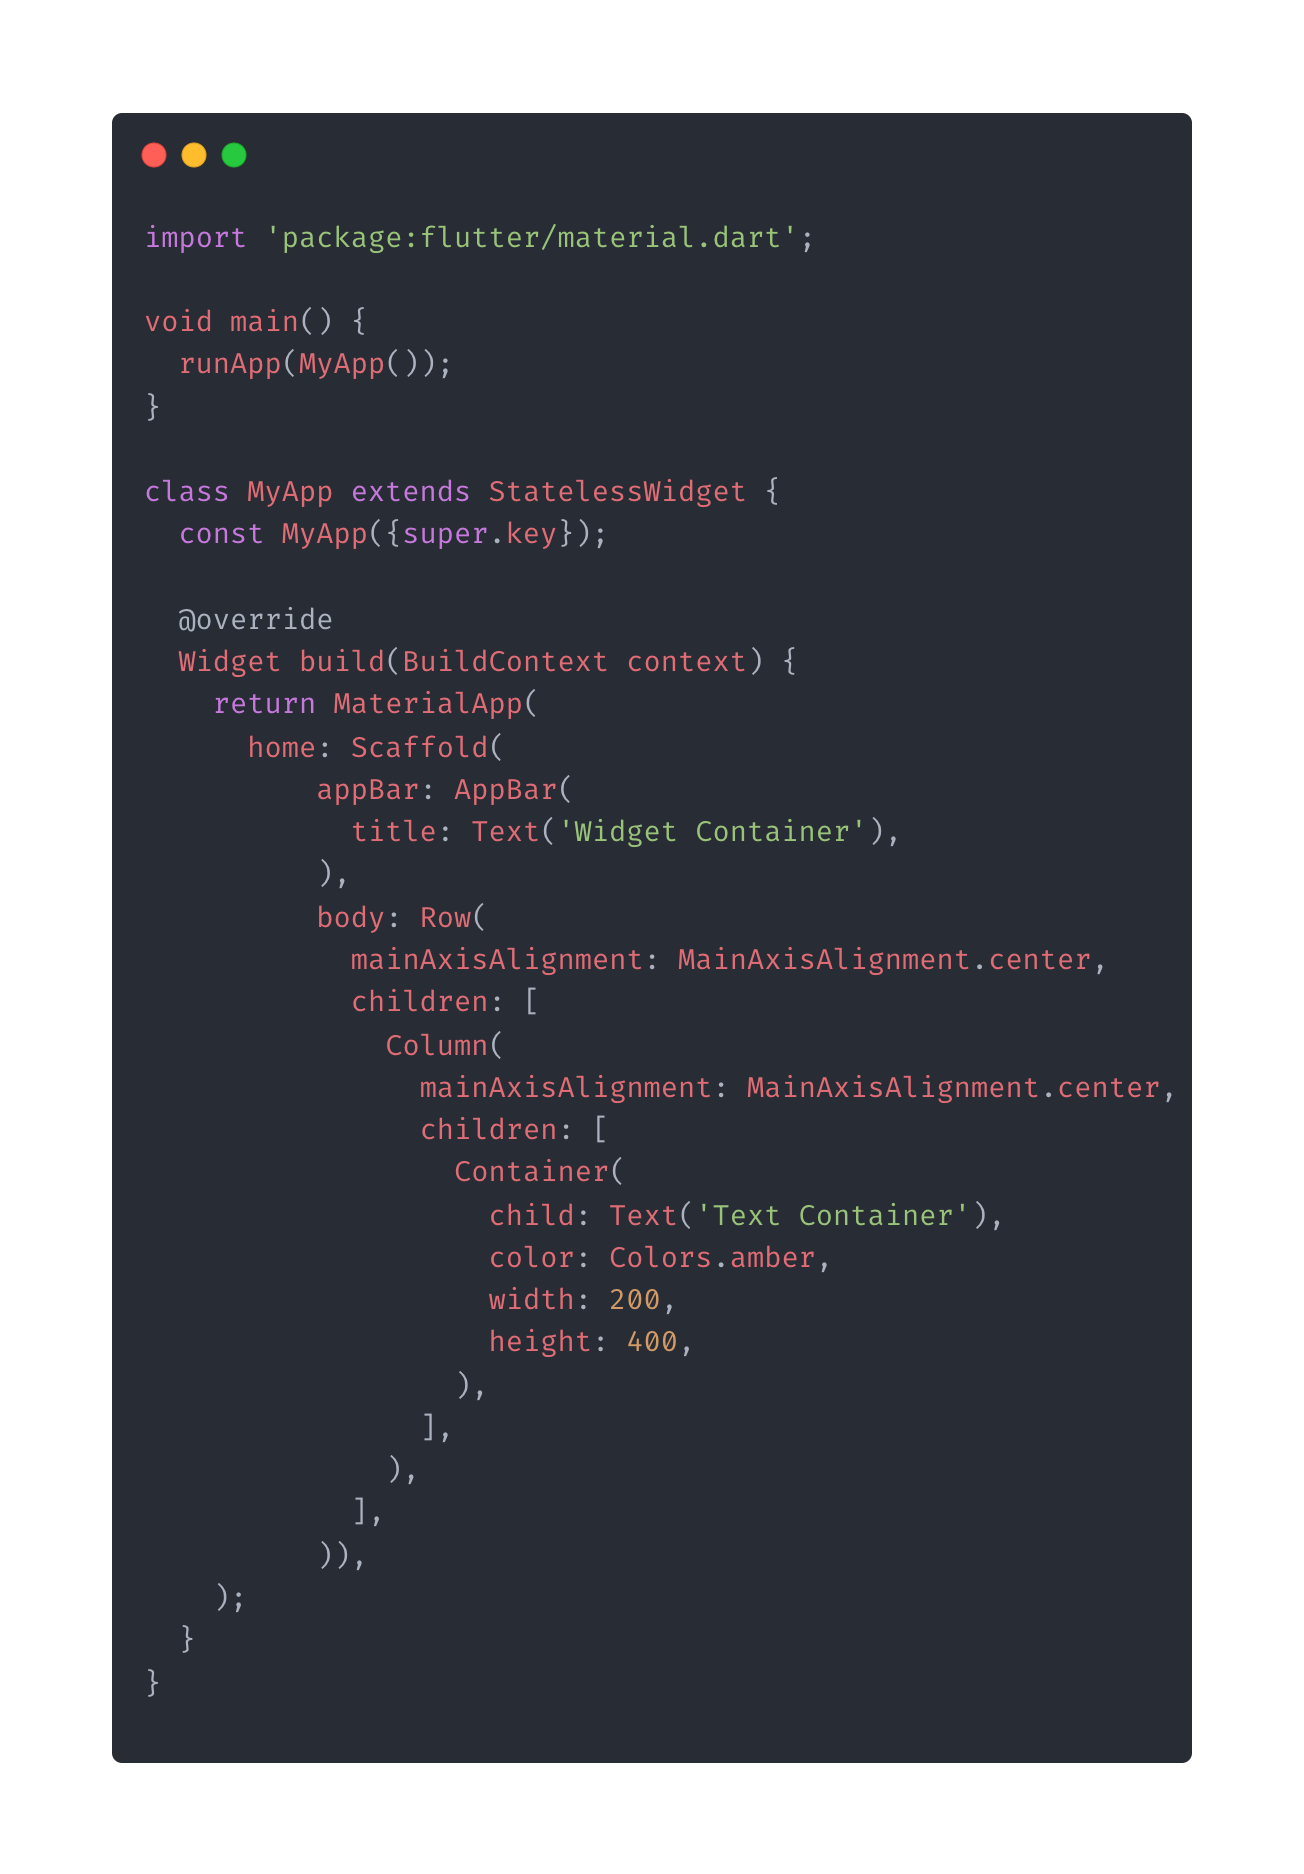 import 'package:flutter/material.dart';

void main() {
  runApp(MyApp());
}

class MyApp extends StatelessWidget {
  const MyApp({super.key});

  @override
  Widget build(BuildContext context) {
    return MaterialApp(
      home: Scaffold(
          appBar: AppBar(
            title: Text('Widget Container'),
          ),
          body: Row(
            mainAxisAlignment: MainAxisAlignment.center,
            children: [
              Column(
                mainAxisAlignment: MainAxisAlignment.center,
                children: [
                  Container(
                    child: Text('Text Container'),
                    color: Colors.amber,
                    width: 200,
                    height: 400,
                  ),
                ],
              ),
            ],
          )),
    );
  }
}